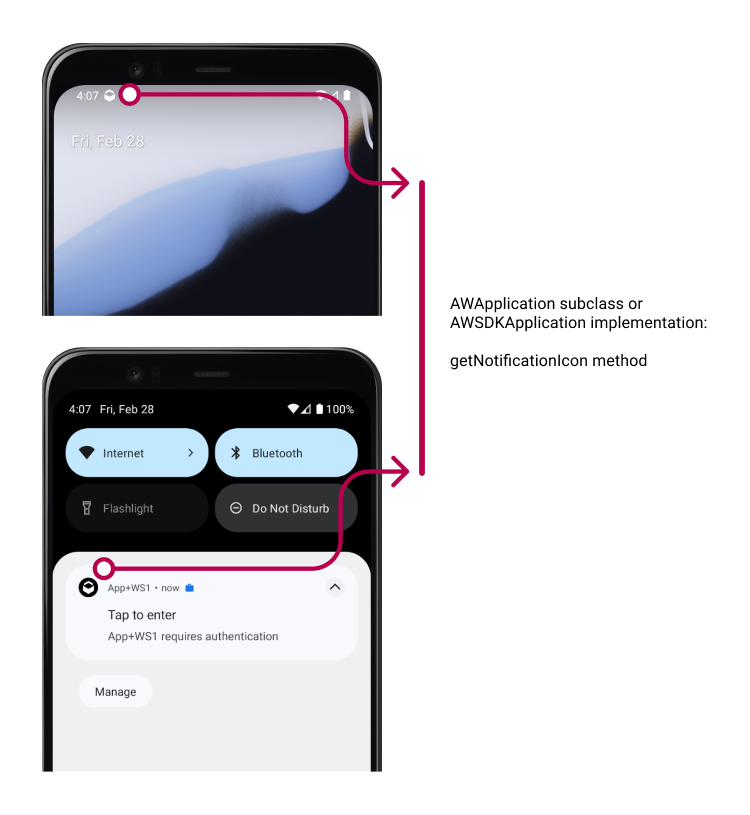 4:07
Fri, Feb 28
AWApplication subclass or
AWSDKApplication implementation:
getNotificationIcon method
4:07 Fri, Feb 28 100%
Internet
Bluetooth
Flashlight
Do Not Disturb
App+WS1 • now
Tap to enter
App+WS1 requires authentication
Manage